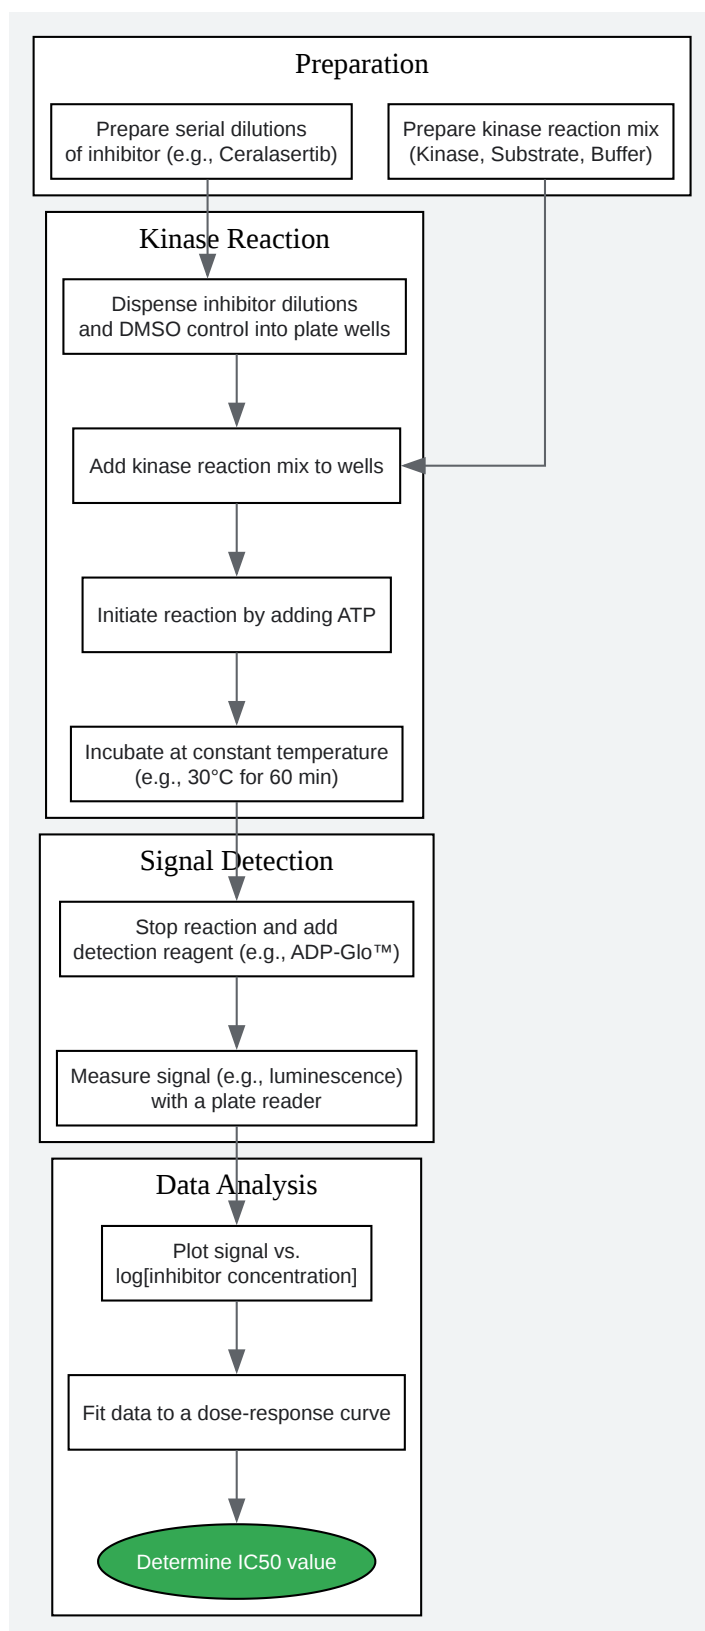 Preparation
Prepare serial dilutions
of inhibitor (e.g., Ceralasertib)
Prepare kinase reaction mix
(Kinase, Substrate, Buffer)
Kinase Reaction
Dispense inhibitor dilutions
and DMSO control into plate wells
Add kinase reaction mix to wells
Initiate reaction by adding ATP
Incubate at constant temperature
(e.g., 30°C for 60 min)
Signal Detection
Stop reaction and add
detection reagent (e.g., ADP-Glo™)
Measure signal (e.g., luminescence)
with a plate reader
Data Analysis
Plot signal vs.
log[inhibitor concentration]
Fit data to a dose-response curve
Determine IC50 value